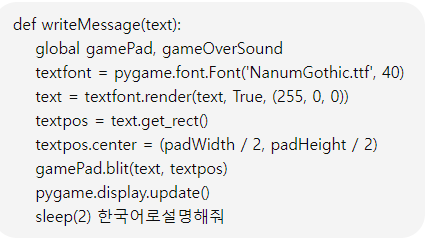 def writeMessage(text):
global gamePad, gameOverSound
textfont = pygame.font.Font('NanumGothic.ttf', 40)
text = textfont.render(text, True, (255, 0, 0))
textpos = text.get_rect()
textpos.center = (padWidth / 2, padHeight / 2)
gamePad.blit(text, textpos)
pygame.display.update()
sleep(2) 한국어로설명해줘